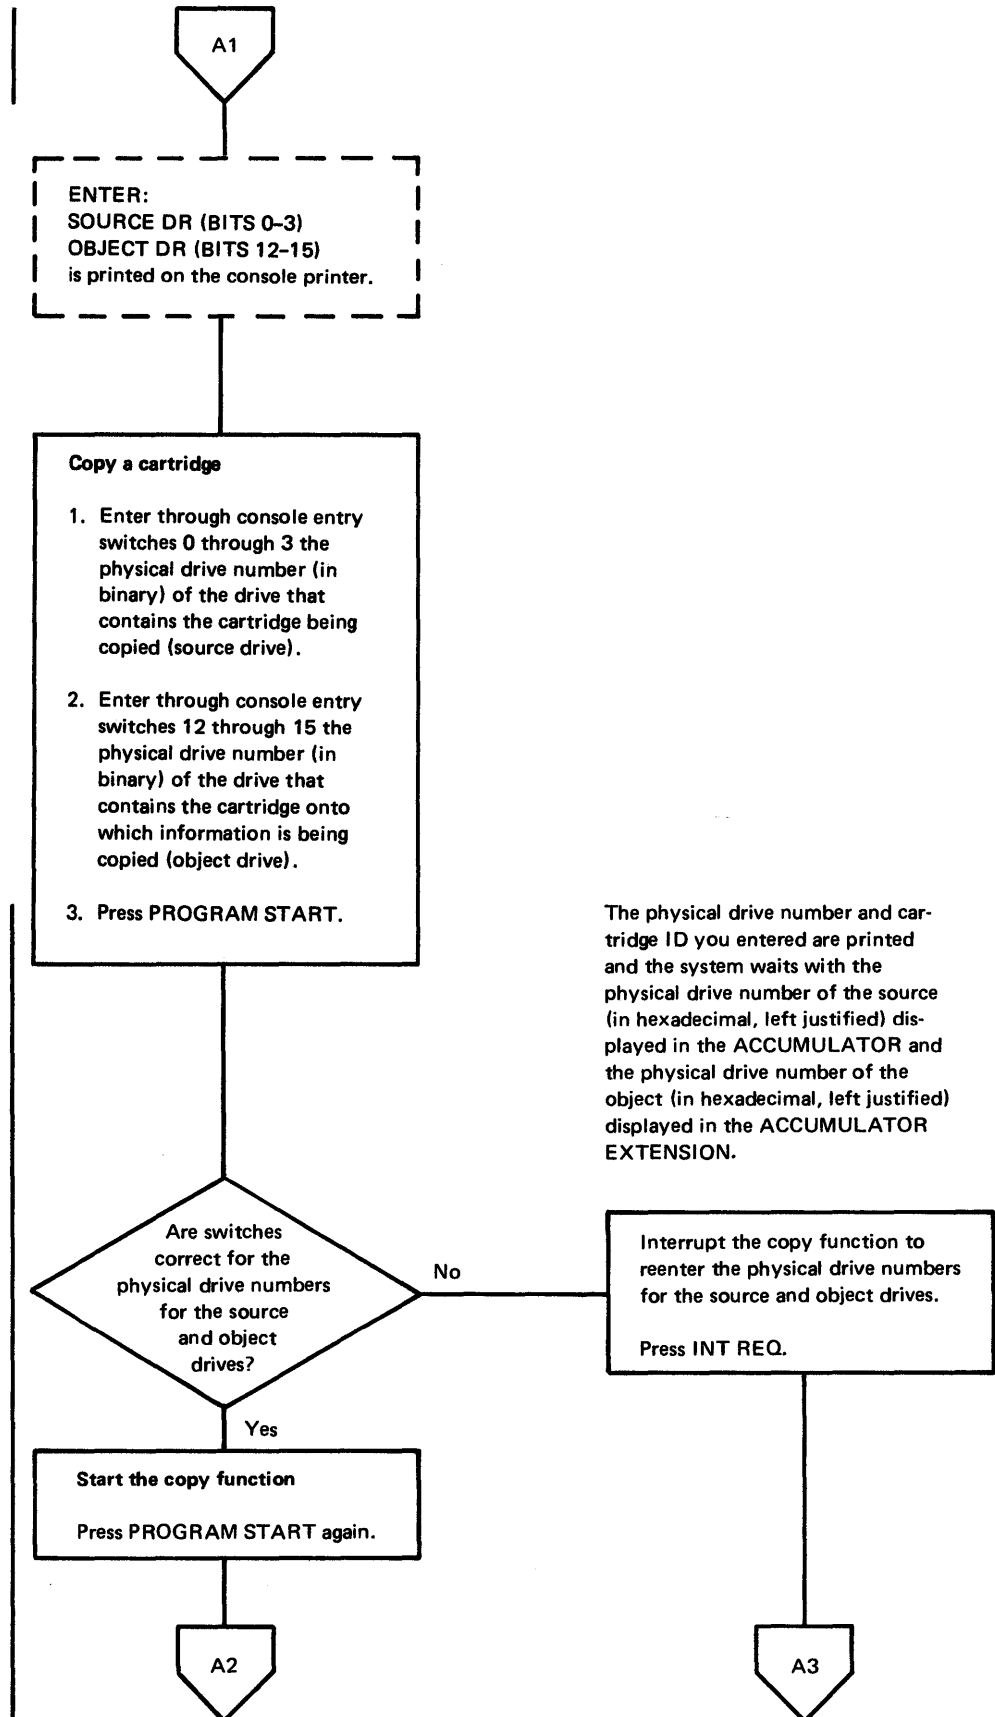 A1
ENTER:
SOURCE DR (BITS 0–3)
OBJECT DR (BITS 12–15)
is printed on the console printer.
Copy a cartridge
1. Enter through console entry
switches 0 through 3 the
physical drive number (in
binary) of the drive that
contains the cartridge being
copied (source drive).
2. Enter through console entry
switches 12 through 15 the
physical drive number (in
binary) of the drive that
contains the cartridge onto
which information is being
copied (object drive).
3. Press PROGRAM START.
The physical drive number and car-
tridge ID you entered are printed
and the system waits with the
physical drive number of the source
(in hexadecimal, left justified) dis-
played in the ACCUMULATOR and
the physical drive number of the
object (in hexadecimal, left justified)
displayed in the ACCUMULATOR
EXTENSION.
Are switches
correct for the
physical drive numbers
for the source
and object
drives?
No
Interrupt the copy function to
reenter the physical drive numbers
for the source and object drives.
Press INT REQ.
Yes
Start the copy function
Press PROGRAM START again.
A2
A3